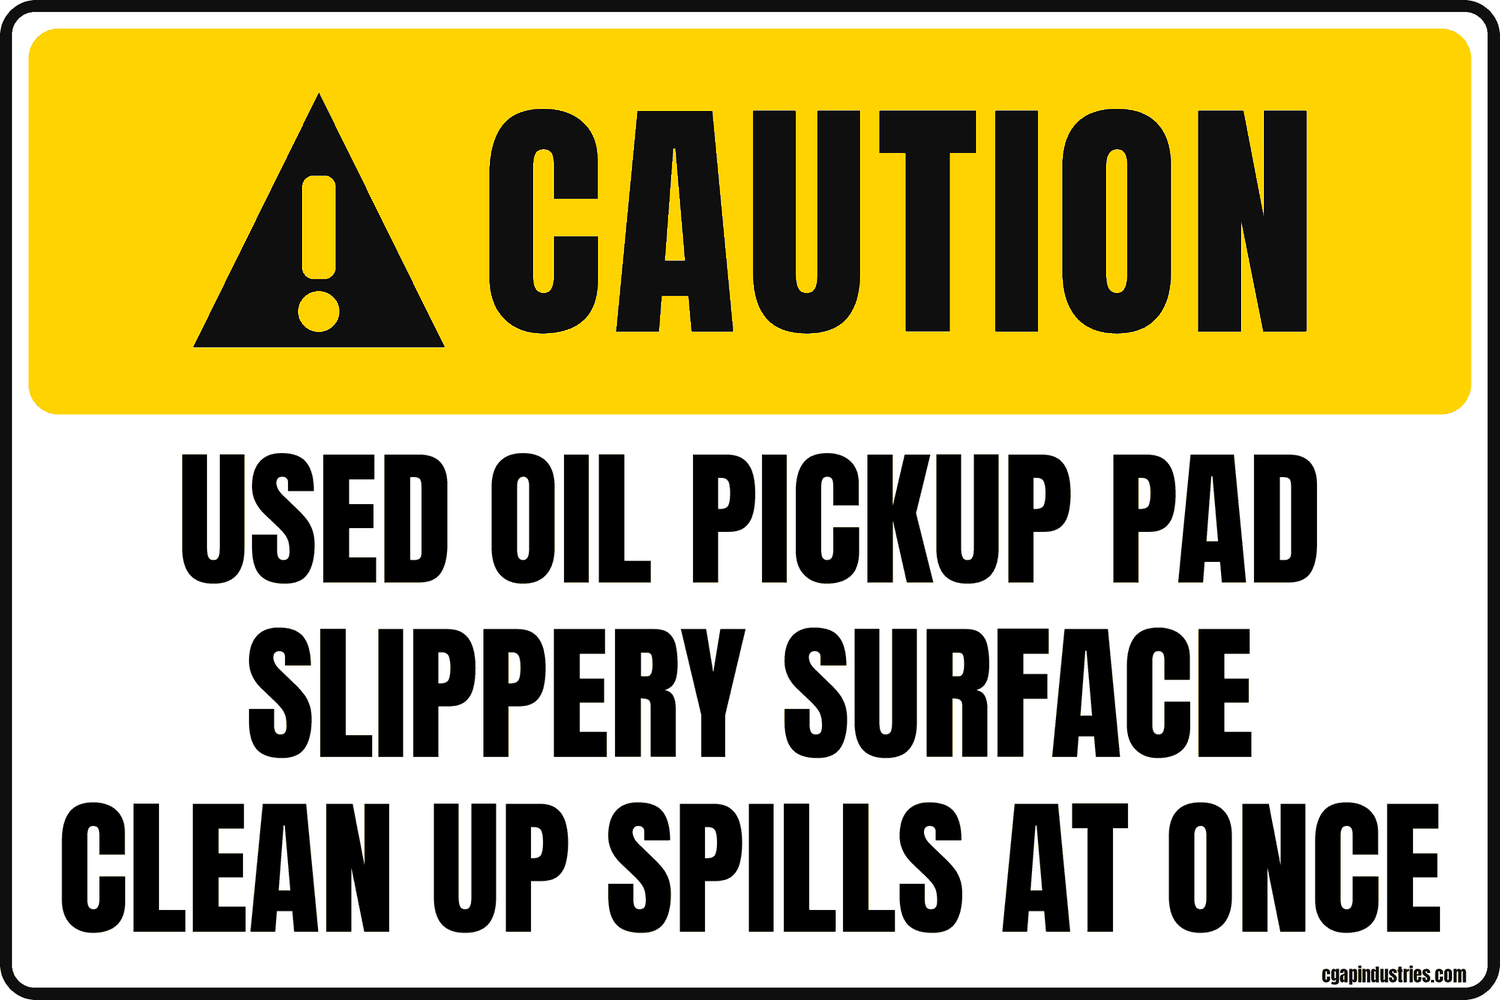 CAUTION
USED OIL PICKUP PAD
SLIPPERY SURFACE
CLEAN UP SPILLS AT ONCE
cgapindustries.com